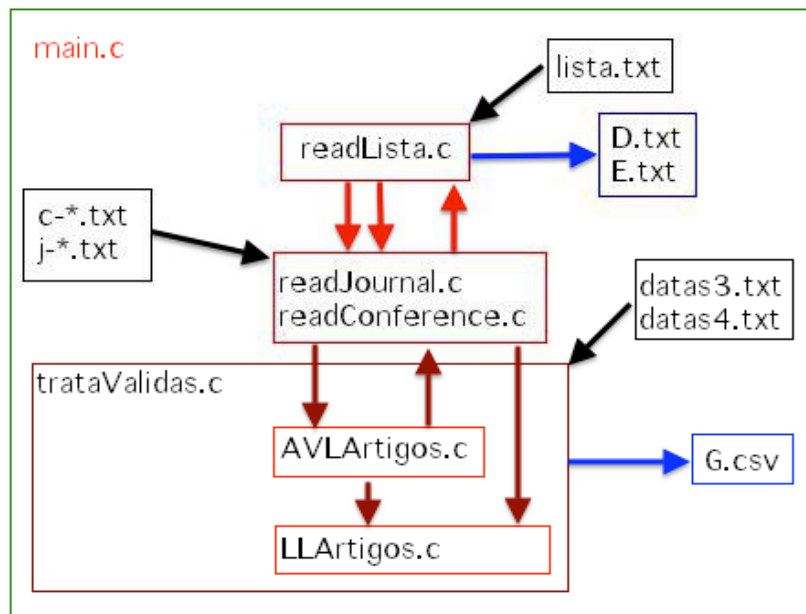 main.c
lista.txt
readLista.c
D.txt
E.txt
c-*.txt
j-*.txt
readJournal.c
readConference.c
datas3.txt
datas4.txt
trataValidas.c
AVLArtigos.c
G.csv
LLArtigos.c